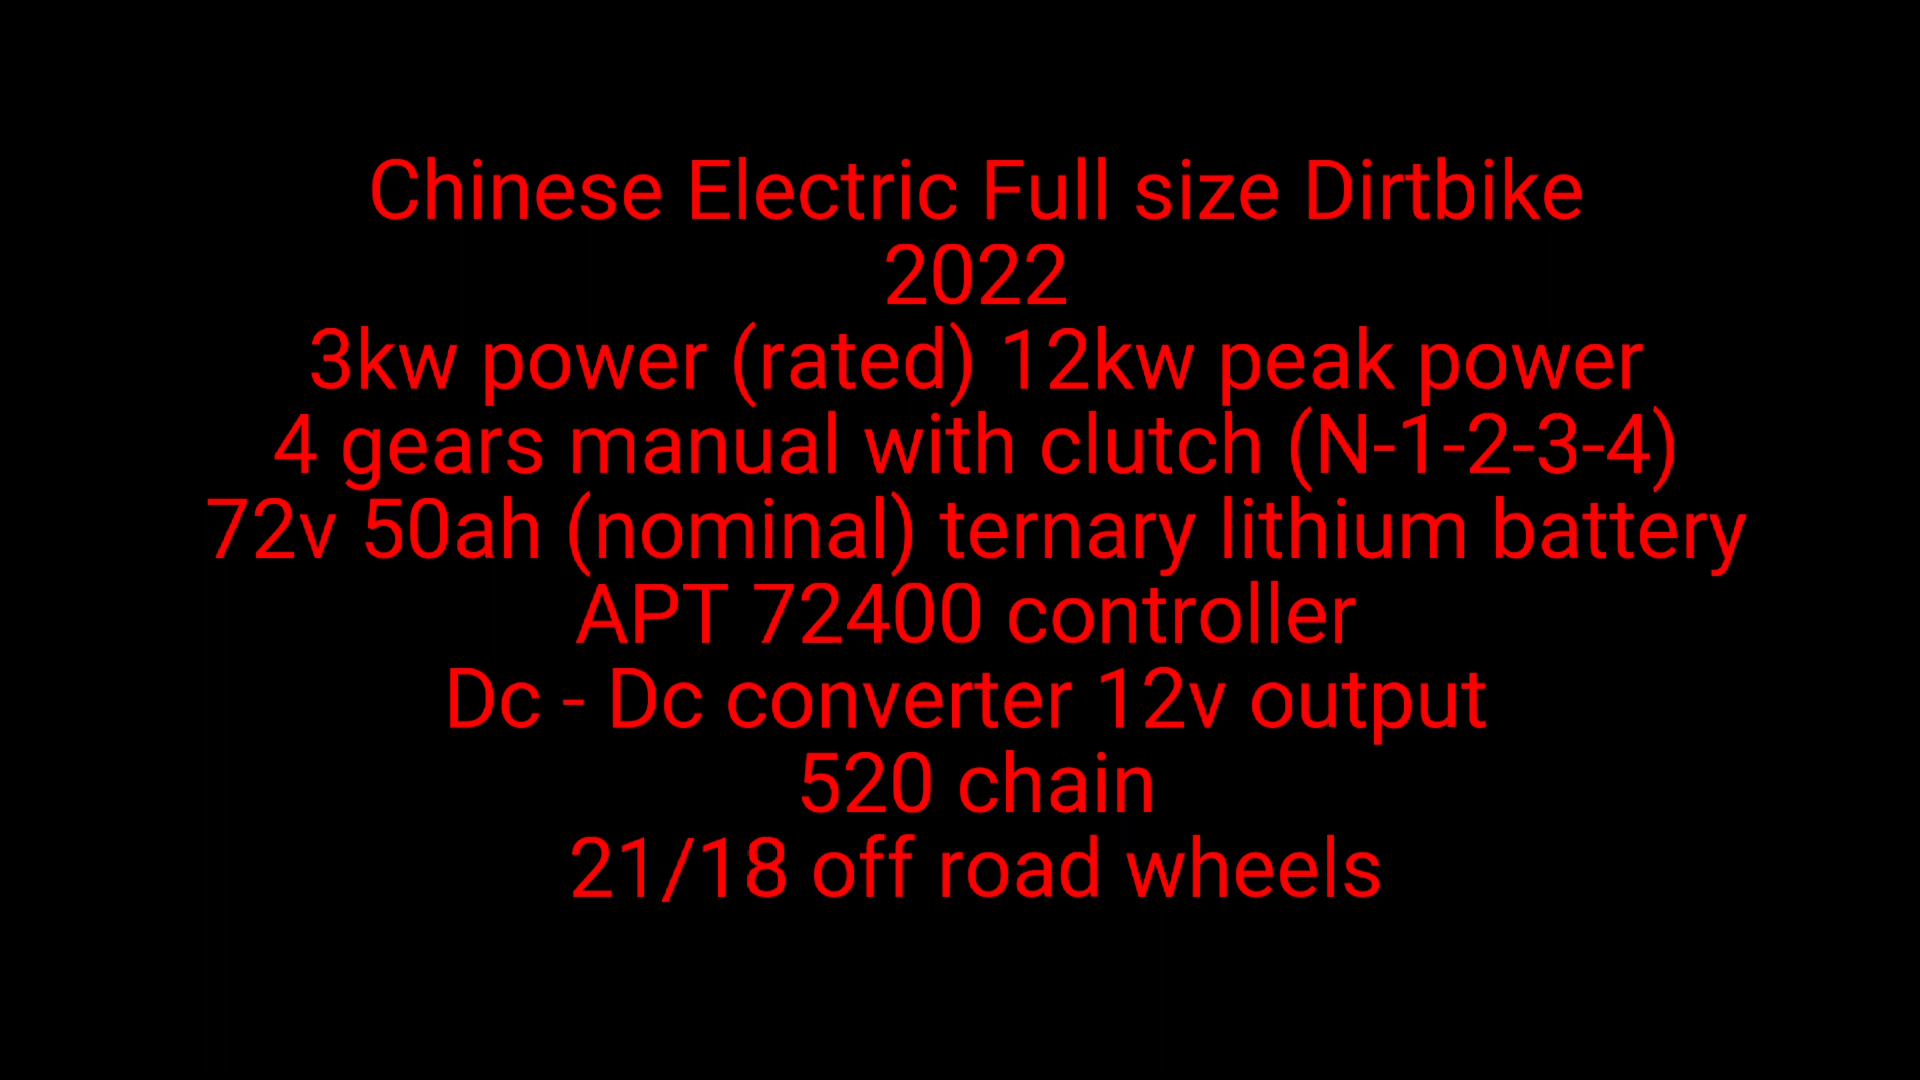 Chinese Electric Full size Dirtbike
2022
3kw power (rated) 12kw peak power
4 gears manual with clutch (N-1-2-3-4)
72v 50ah (nominal) ternary lithium battery
APT 72400 controller
Dc - Dc converter 12v output
520 chain
21/18 off road wheels